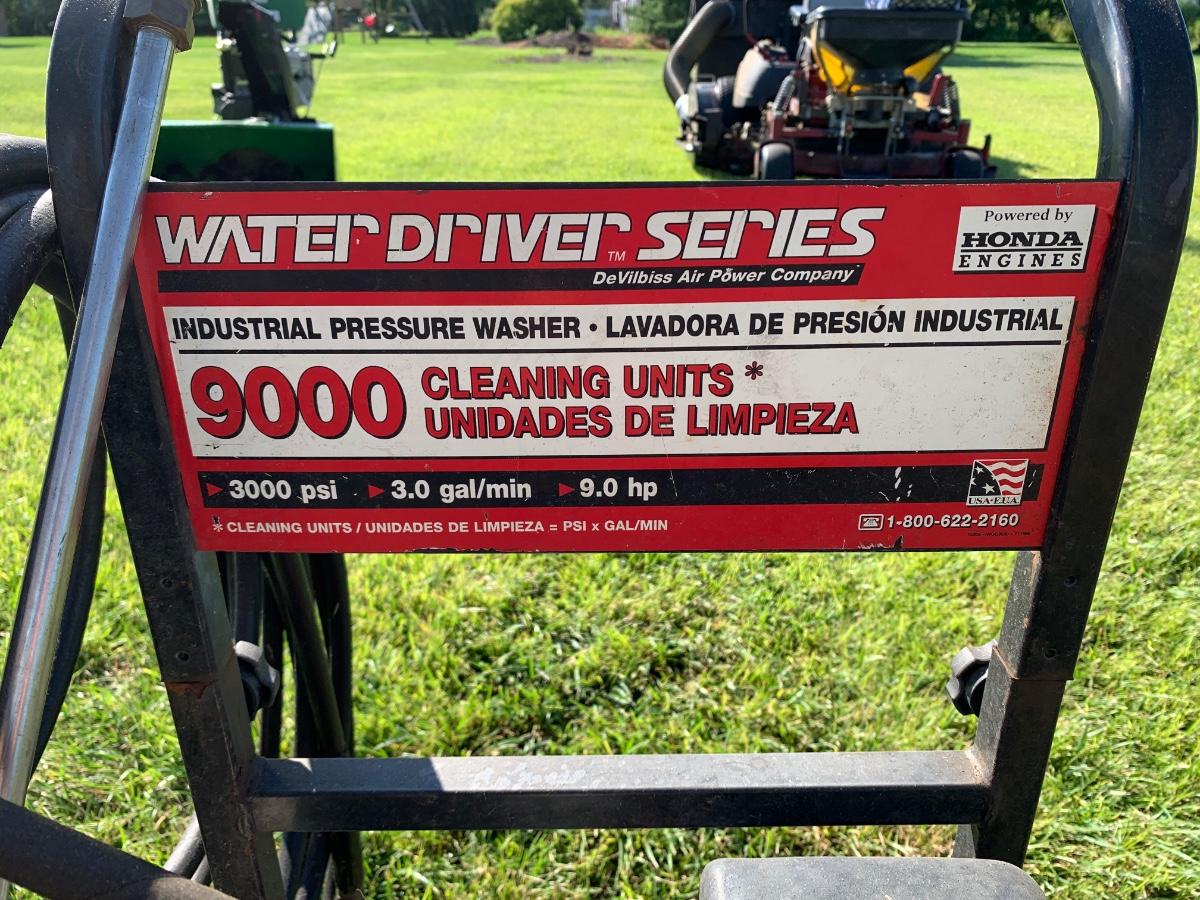 WATER DRIVER SERIES
TM
DeVilbiss Air Power Company
Powered by
HONDA
ENGINES
INDUSTRIAL PRESSURE WASHER • LAVADORA DE PRESIÓN INDUSTRIAL
9000 CLEANING UNITS *
UNIDADES DE LIMPIEZA
3000 psi 3.0 gal/min 9.0 hp
USA•E.U.A.
* CLEANING UNITS / UNIDADES DE LIMPIEZA = PSI x GAL/MIN
1-800-622-2160